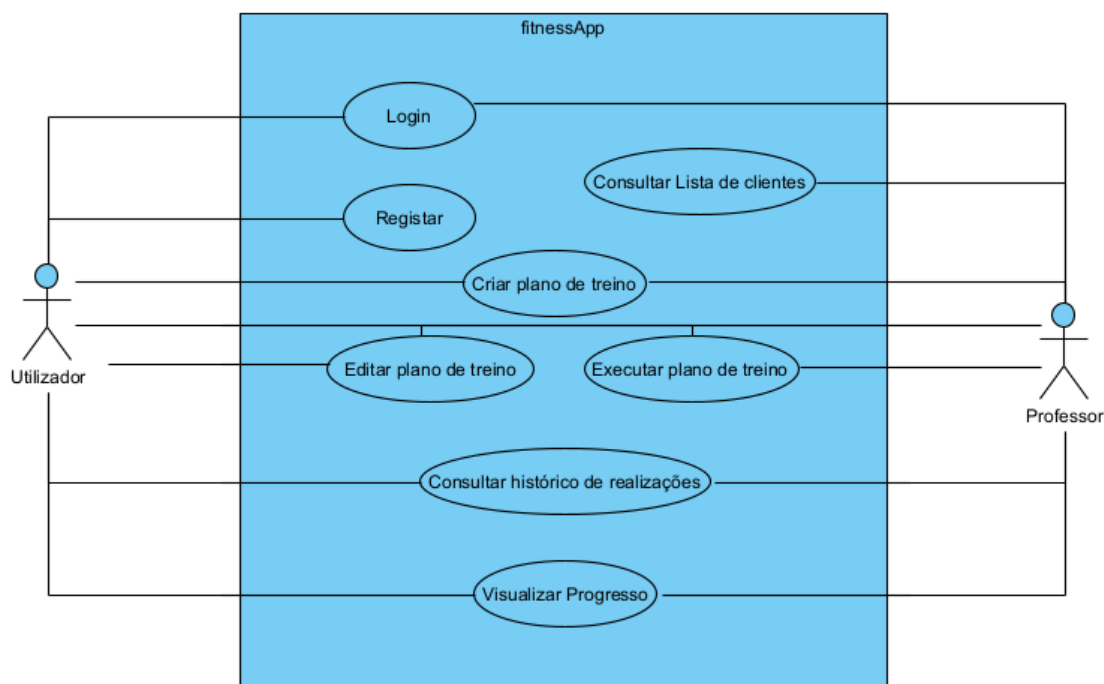 fitnessApp
Login
Consultar Lista de clientes
Registar
Criar plano de treino
Editar plano de treino
Executar plano de treino
Utilizador
Professor
Consultar histórico de realizações
Visualizar Progresso